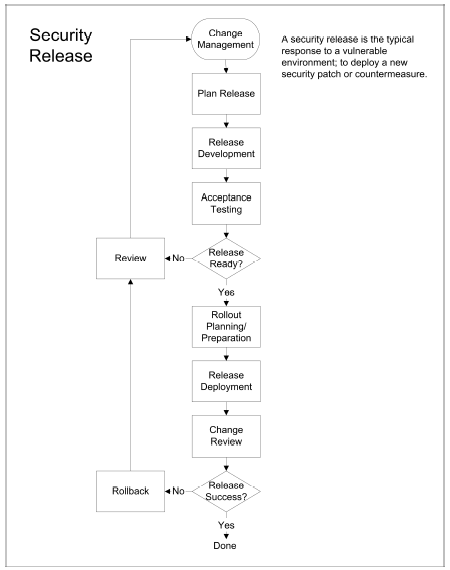 Security
Release
A security release is the typical
response to a vulnerable
environment; to deploy a new
security patch or countermeasure.
Change
Management
Plan Release
Release
Development
Acceptance
Testing
Release
Ready?
No
Review
Yes
Rollout
Planning/
Preparation
Release
Deployment
Change
Review
Release
Success?
No
Rollback
Yes
Done